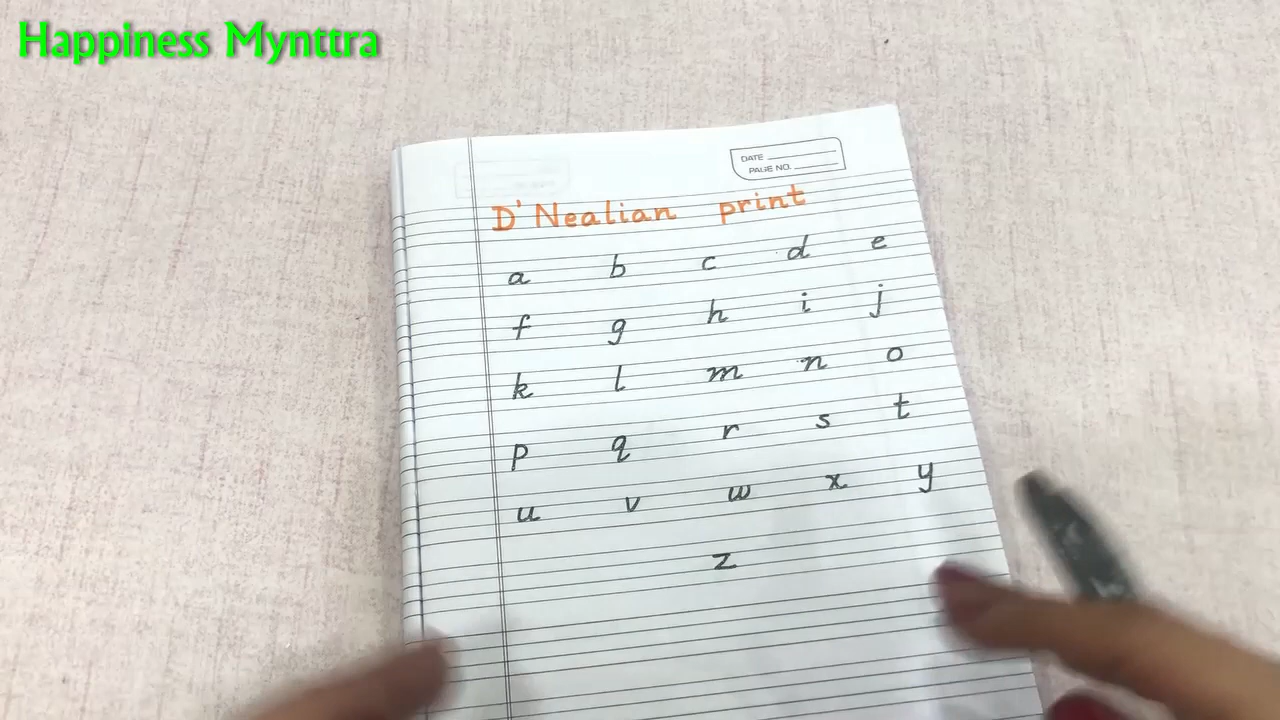 Happiness Mynttra
DATE
PAGE NO.
D'Nealian print
a b c d e
f g h i j
k l m n o
p q r s t
u v w x y
z